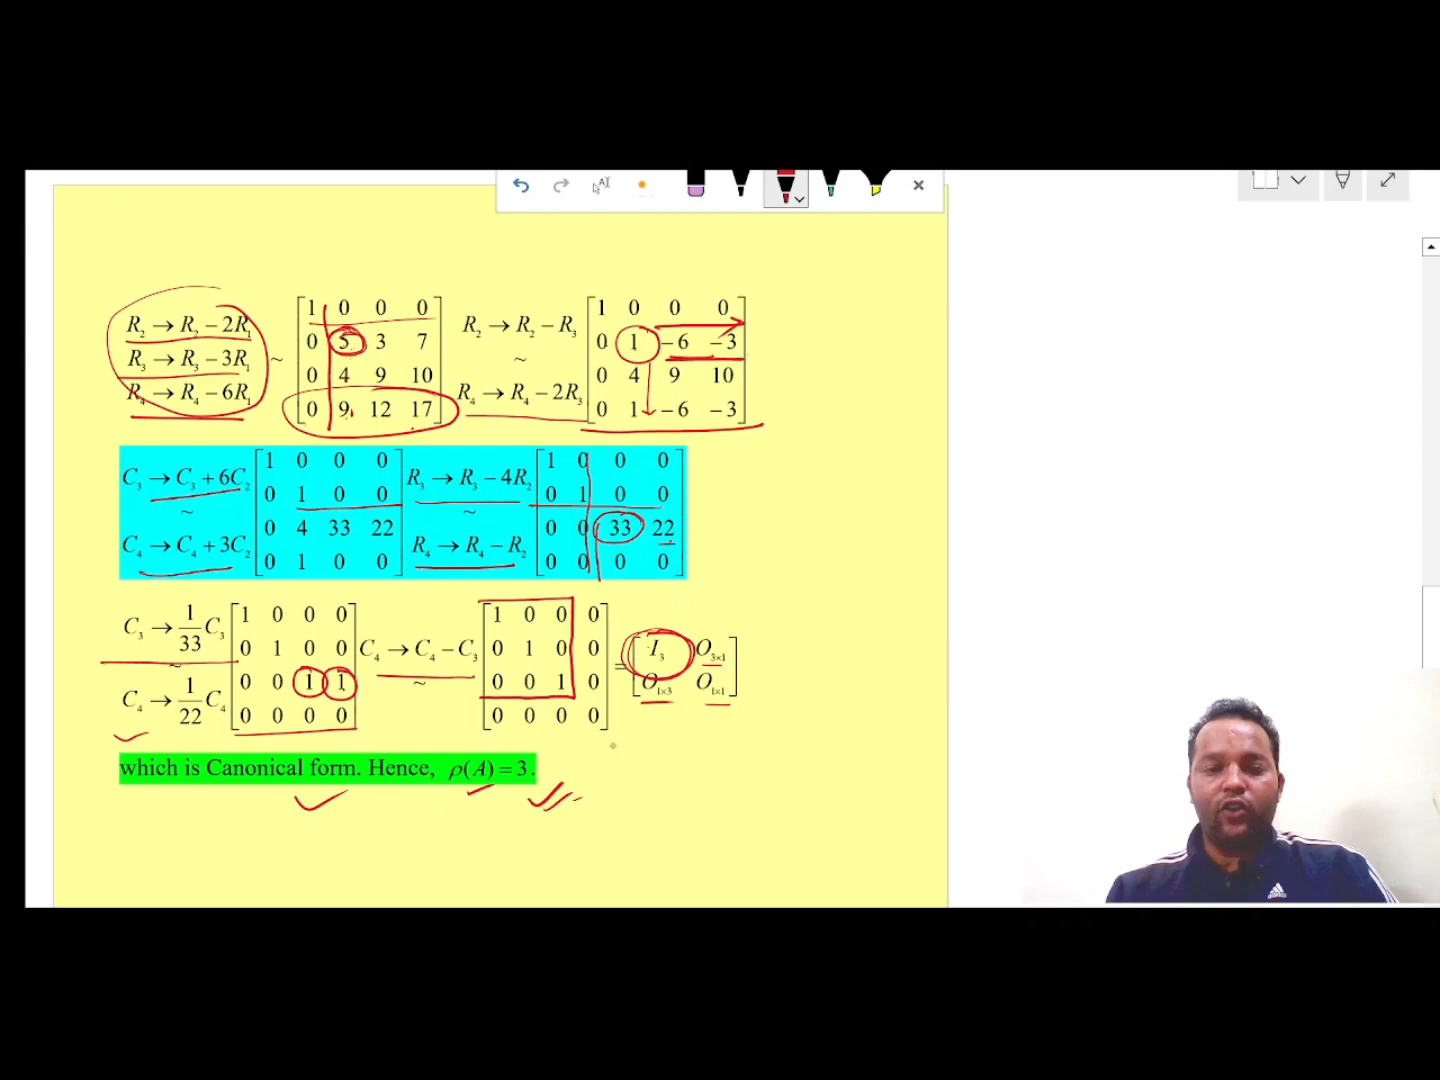 R₂ → R₂ − 2R₁
R₃ → R₃ − 3R₁
R₄ → R₄ − 6R₁
~
1 0 0 0
0 5 3 7
0 4 9 10
0 9 12 17
R₂ → R₂ − R₃
~
R₄ → R₄ − 2R₃
1 0 0 0
0 1 −6 −3
0 4 9 10
0 1 −6 −3
C₃ → C₃ + 6C₂
~
C₄ → C₄ + 3C₂
1 0 0 0
0 1 0 0
0 4 33 22
0 1 0 0
R₃ → R₃ − 4R₂
~
R₄ → R₄ − R₂
1 0 0 0
0 1 0 0
0 0 33 22
0 0 0 0
C₃ → 1/33 C₃
~
C₄ → 1/22 C₄
1 0 0 0
0 1 0 0
0 0 1 1
0 0 0 0
C₄ → C₄ − C₃
~
1 0 0 0
0 1 0 0
0 0 1 0
0 0 0 0
=
I₃ O₃×₁
O₁×₃ O₁×₁
which is Canonical form. Hence, ρ(A) = 3.